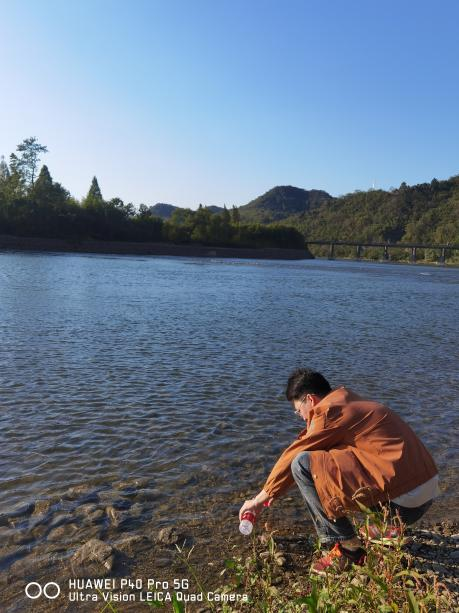 HUAWEI P40 Pro 5G
Ultra Vision LEICA Quad Camera